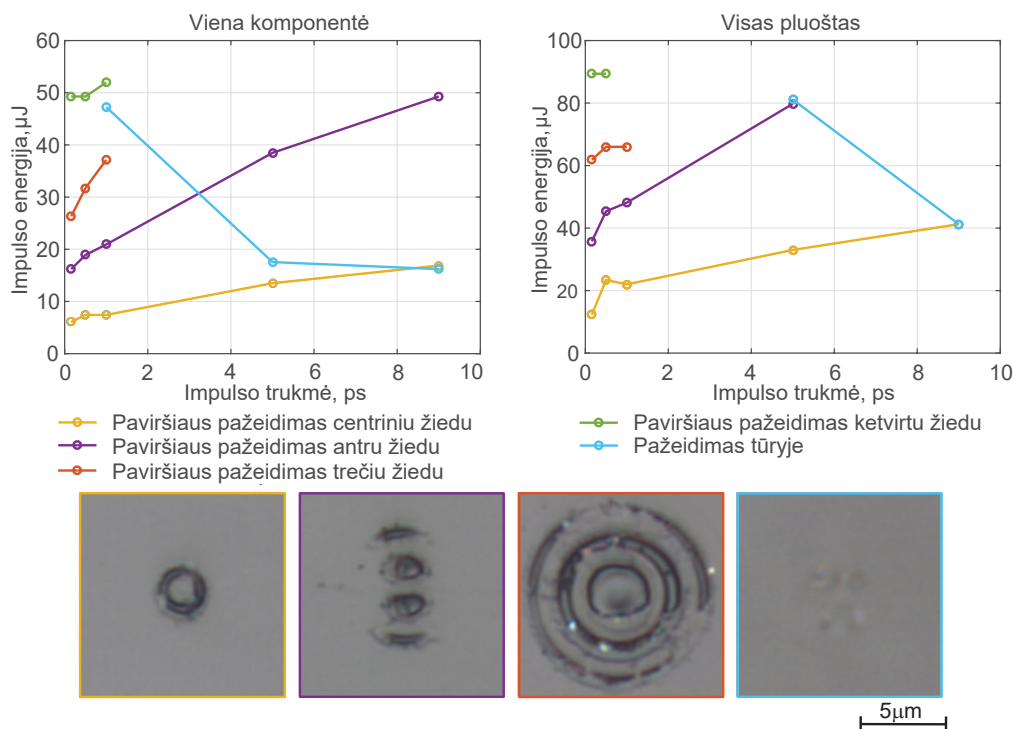 Viena komponentė
60
50
40
30
20
10
0
Impulso energija,μJ
0 2 4 6 8 10
Impulso trukmė, ps
Visas pluoštas
100
80
60
40
20
0
Impulso energija,μJ
0 2 4 6 8 10
Impulso trukmė, ps
Paviršiaus pažeidimas centriniu žiedu
Paviršiaus pažeidimas antru žiedu
Paviršiaus pažeidimas trečiu žiedu
Paviršiaus pažeidimas ketvirtu žiedu
Pažeidimas tūryje
5μm